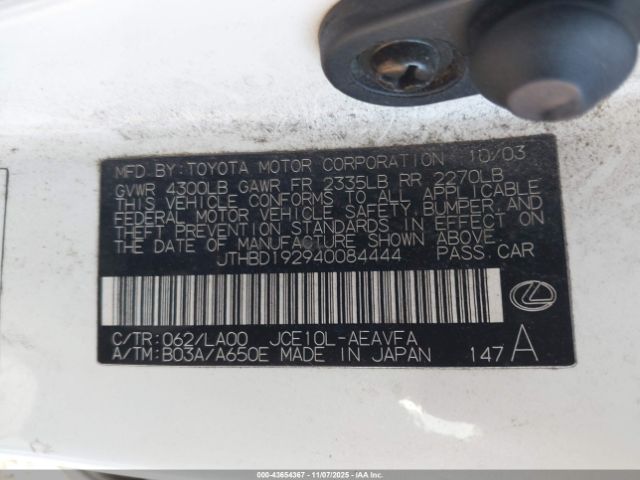 MFD.BY:TOYOTA MOTOR CORPORATION 10/03
GVWR 4300LB GAWR FR 2335LB RR 2270LB
THIS VEHICLE CONFORMS TO ALL APPLICABLE
FEDERAL MOTOR VEHICLE SAFETY,BUMPER,AND
THEFT PREVENTION STANDARDS IN EFFECT ON
THE DATE OF MANUFACTURE SHOWN ABOVE.
JTHBD192940084444 PASS.CAR
C/TR:062/LA00 JCE10L-AEAVFA
A/TM:B03A/A650E MADE IN JAPAN 147 A
000-43654367 | 11/07/2025 | IAAI.COM